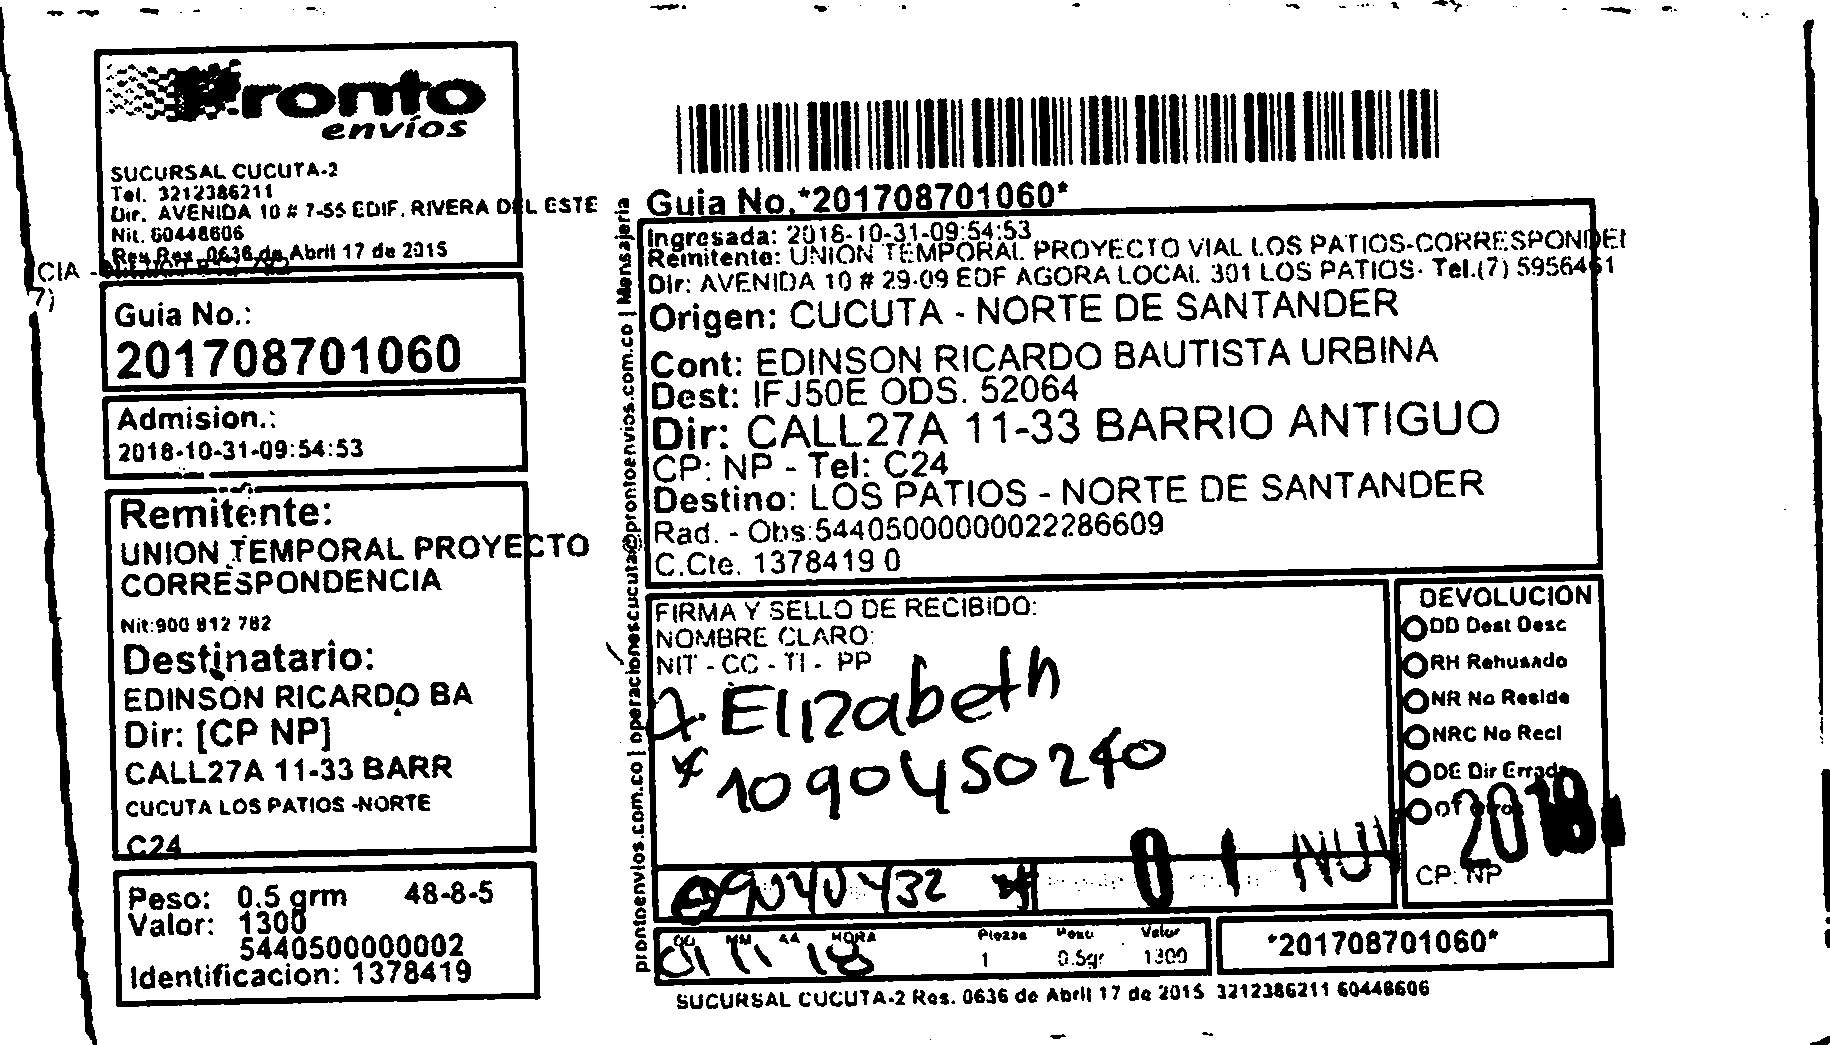 Pronto
envíos
SUCURSAL CUCUTA-2
Tel. 3212386211
Dir. AVENIDA 10 # 7-55 EDIF. RIVERA DEL ESTE
Nit. 60448606
Res 0636 de Abril 17 de 2015
CIA -
7)
Guia No.:
201708701060
Admision.:
2018-10-31-09:54:53
Remitente:
UNION TEMPORAL PROYECTO
CORRESPONDENCIA
Nit:900 812 782
Destinatario:
EDINSON RICARDO BA
Dir: [CP NP]
CALL27A 11-33 BARR
CUCUTA LOS PATIOS -NORTE
C24
Peso: 0.5 grm 48-8-5
Valor: 1300
5440500000002
Identificacion: 1378419
prontoenvios.com.co | operacionescucuta@prontoenvios.com.co | Mensajeria
Guia No.*201708701060*
Ingresada: 2018-10-31-09:54:53
Remitente: UNION TEMPORAL PROYECTO VIAL LOS PATIOS-CORRESPONDEI
Dir: AVENIDA 10 # 29-09 EDF AGORA LOCAL 301 LOS PATIOS- Tel.(7) 5956461
Origen: CUCUTA - NORTE DE SANTANDER
Cont: EDINSON RICARDO BAUTISTA URBINA
Dest: IFJ50E ODS. 52064
Dir: CALL27A 11-33 BARRIO ANTIGUO
CP: NP - Tel: C24
Destino: LOS PATIOS - NORTE DE SANTANDER
Rad. - Obs:54405000000022286609
C.Cte. 1378419 0
FIRMA Y SELLO DE RECIBIDO:
NOMBRE CLARO:
NIT - CC - TI - PP
Elizabeth
1090450240
DEVOLUCION
DD Dest Desc
RH Rehusado
NR No Reside
NRC No Recl
DE Dir Errada
OT otros
CP: NP
01 NOV 2018
DD MM AA HORA
01 11 18
Piezas Peso Valor
1 0.5gr 1300
*201708701060*
SUCURSAL CUCUTA-2 Res. 0636 de Abril 17 de 2015 3212386211 60448606